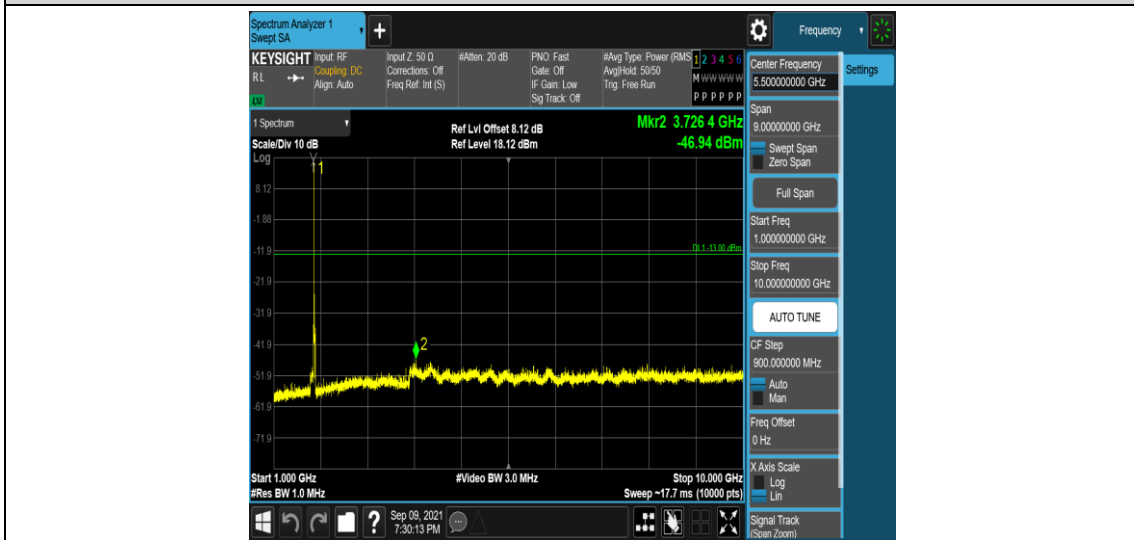 Spectrum Analyzer 1
Swept SA
+
Frequency
KEYSIGHT
RL
LXI
Input: RF
Coupling: DC
Align: Auto
Input Z: 50 Ω
Corrections: Off
Freq Ref: Int (S)
#Atten: 20 dB
PNO: Fast
Gate: Off
IF Gain: Low
Sig Track: Off
#Avg Type: Power (RMS
Avg|Hold: 50/50
Trig: Free Run
1 2 3 4 5 6
M W W W W W
P P P P P P
1 Spectrum
Scale/Div 10 dB
Log
Ref Lvl Offset 8.12 dB
Ref Level 18.12 dBm
Mkr2 3.726 4 GHz
-46.94 dBm
1
8.12
-1.88
-11.9
DL1 -13.00 dBm
-21.9
-31.9
-41.9
2
-51.9
-61.9
-71.9
Start 1.000 GHz
#Res BW 1.0 MHz
#Video BW 3.0 MHz
Stop 10.000 GHz
Sweep ~17.7 ms (10000 pts)
?
Sep 09, 2021
7:30:13 PM
Center Frequency
5.500000000 GHz
Settings
Span
9.00000000 GHz
Swept Span
Zero Span
Full Span
Start Freq
1.000000000 GHz
Stop Freq
10.000000000 GHz
AUTO TUNE
CF Step
900.000000 MHz
Auto
Man
Freq Offset
0 Hz
X Axis Scale
Log
Lin
Signal Track
(Span Zoom)